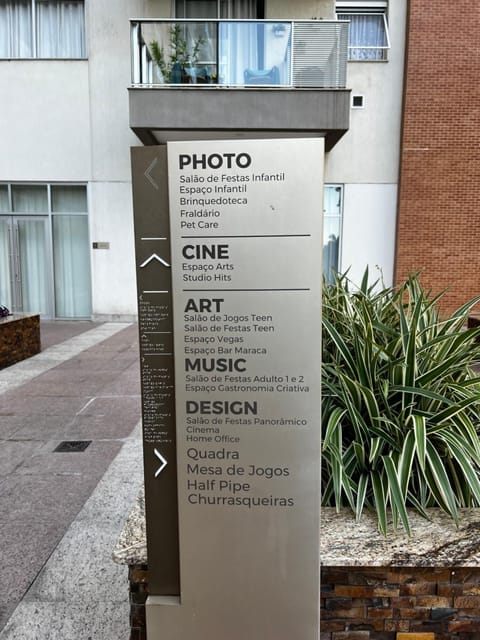 PHOTO
Salão de Festas Infantil
Espaço Infantil
Brinquedoteca
Fraldário
Pet Care
CINE
Espaço Arts
Studio Hits
ART
Salão de Jogos Teen
Salão de Festas Teen
Espaço Vegas
Espaço Bar Maraca
MUSIC
Salão de Festas Adulto 1 e 2
Espaço Gastronomia Criativa
DESIGN
Salão de Festas Panorâmico
Cinema
Home Office
Quadra
Mesa de Jogos
Half Pipe
Churrasqueiras